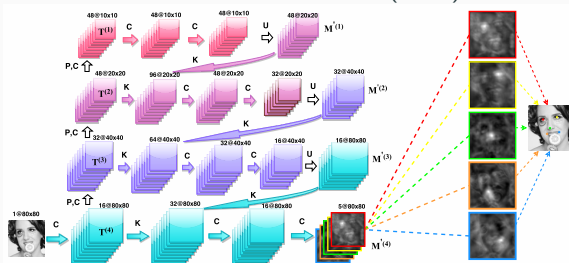 48@10x10 48@10x10 48@10x10 48@20x20
T(1) C C U M'(1)
P,C K
48@20x20 96@20x20 48@20x20 32@20x20 32@40x40
T(2) K C C U M'(2)
P,C K
32@40x40 64@40x40 32@40x40 16@40x40 16@80x80
T(3) K C C U M'(3)
P,C K
1@80x80 16@80x80 32@80x80 16@80x80 5@80x80
C T(4) K C C M'(4)